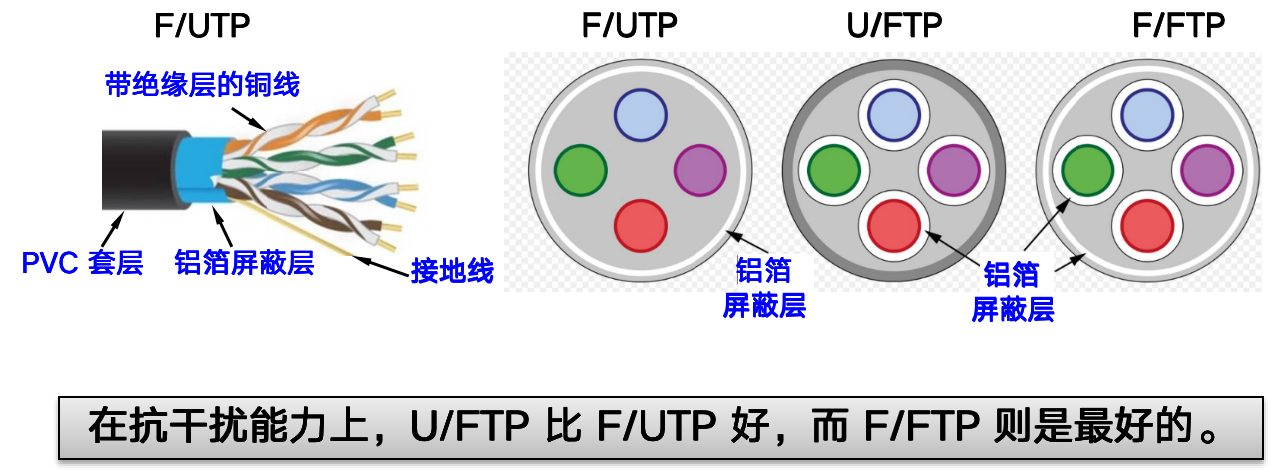 F/UTP
F/UTP
U/FTP
F/FTP
带绝缘层的铜线
PVC 套层
铝箔屏蔽层
接地线
铝箔
屏蔽层
铝箔
屏蔽层
在抗干扰能力上，U/FTP 比 F/UTP 好，而 F/FTP 则是最好的。